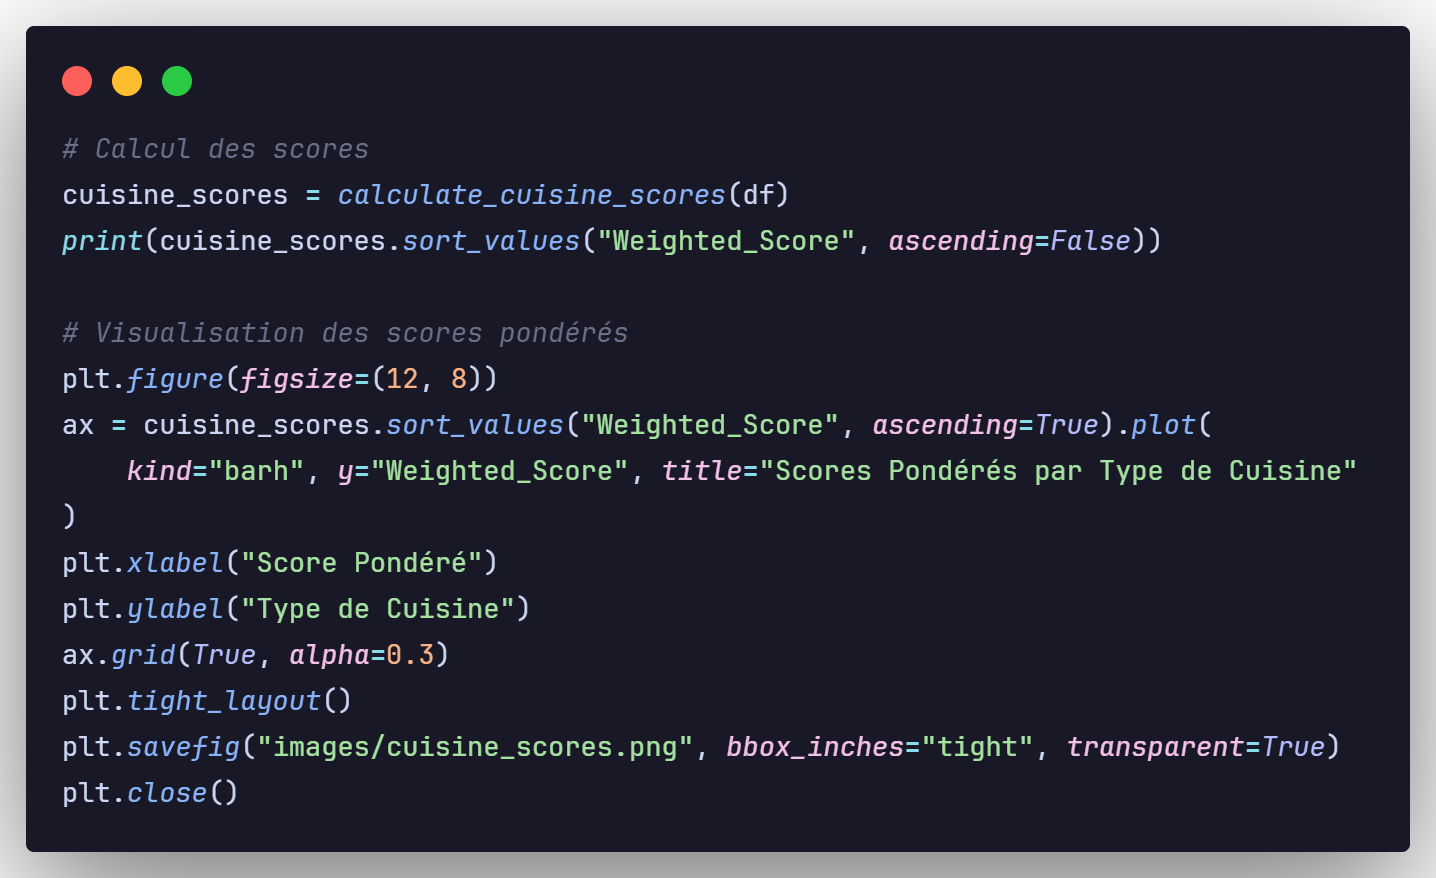 # Calcul des scores
cuisine_scores = calculate_cuisine_scores(df)
print(cuisine_scores.sort_values("Weighted_Score", ascending=False))

# Visualisation des scores pondérés
plt.figure(figsize=(12, 8))
ax = cuisine_scores.sort_values("Weighted_Score", ascending=True).plot(
    kind="barh", y="Weighted_Score", title="Scores Pondérés par Type de Cuisine"
)
plt.xlabel("Score Pondéré")
plt.ylabel("Type de Cuisine")
ax.grid(True, alpha=0.3)
plt.tight_layout()
plt.savefig("images/cuisine_scores.png", bbox_inches="tight", transparent=True)
plt.close()